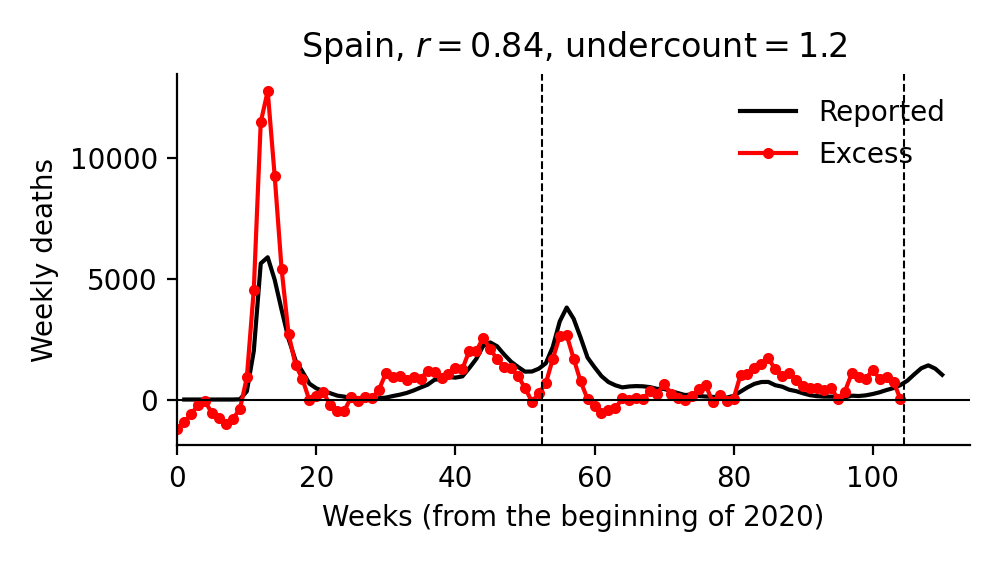 Spain, r = 0.84, undercount = 1.2
Reported
Excess
Weekly deaths
10000
5000
0
0 20 40 60 80 100
Weeks (from the beginning of 2020)